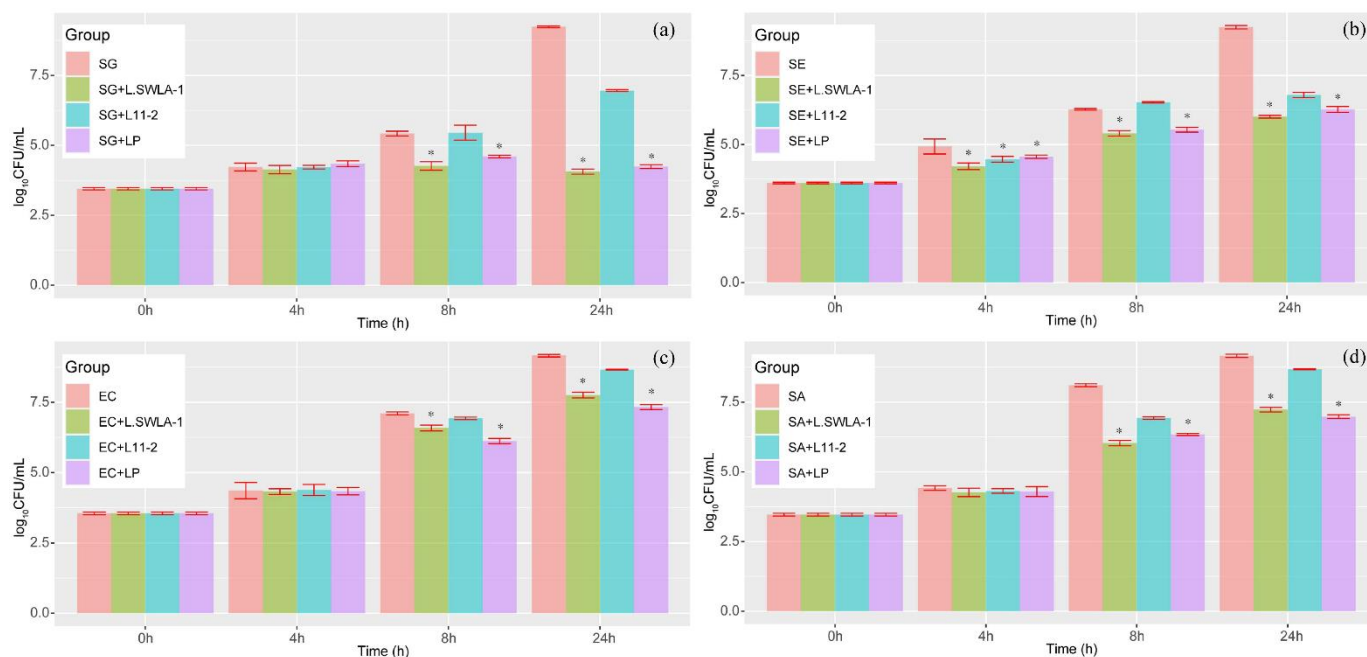 (a)
Group
SG
SG+L.SWLA-1
SG+L11-2
SG+LP
7.5
5.0
2.5
0.0
log10CFU/mL
* * * *
0h 4h 8h 24h
Time (h)
(b)
Group
SE
SE+L.SWLA-1
SE+L11-2
SE+LP
7.5
5.0
2.5
0.0
log10CFU/mL
* * * * * * *
0h 4h 8h 24h
Time (h)
(c)
Group
EC
EC+L.SWLA-1
EC+L11-2
EC+LP
7.5
5.0
2.5
0.0
log10CFU/mL
* * * *
0h 4h 8h 24h
Time (h)
(d)
Group
SA
SA+L.SWLA-1
SA+L11-2
SA+LP
7.5
5.0
2.5
0.0
log10CFU/mL
* * * *
0h 4h 8h 24h
Time (h)